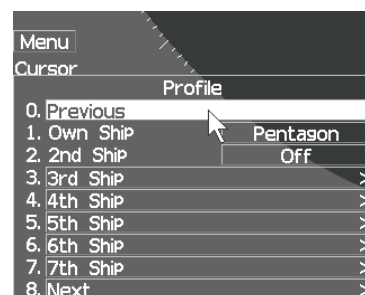 Menu
Cursor
Profile
0. Previous
1. Own Ship Pentagon
2. 2nd Ship Off
3. 3rd Ship >
4. 4th Ship >
5. 5th Ship >
6. 6th Ship >
7. 7th Ship >
8. Next >